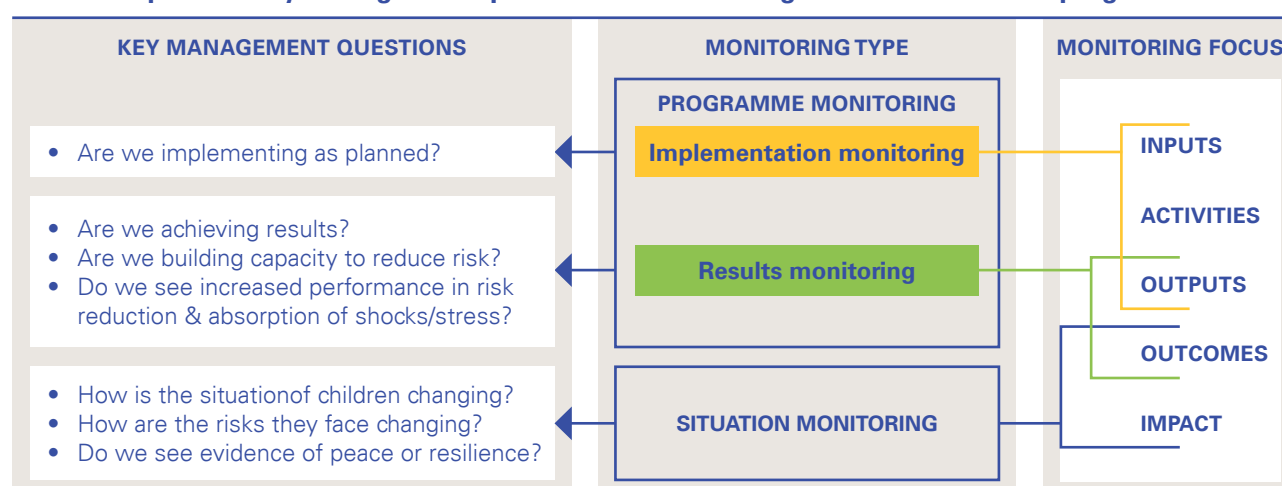 KEY MANAGEMENT QUESTIONS
MONITORING TYPE
MONITORING FOCUS
PROGRAMME MONITORING
• Are we implementing as planned?
Implementation monitoring
INPUTS
ACTIVITIES
• Are we achieving results?
• Are we building capacity to reduce risk?
• Do we see increased performance in risk
reduction & absorption of shocks/stress?
Results monitoring
OUTPUTS
OUTCOMES
• How is the situationof children changing?
• How are the risks they face changing?
• Do we see evidence of peace or resilience?
SITUATION MONITORING
IMPACT